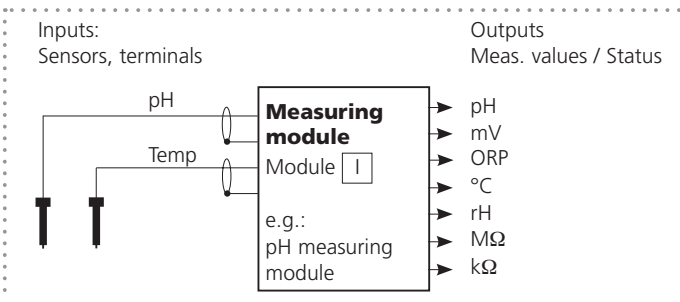 Inputs:
Sensors, terminals
Outputs
Meas. values / Status
pH
Temp
Measuring
module
Module I
e.g.:
pH measuring
module
pH
mV
ORP
°C
rH
MΩ
kΩ